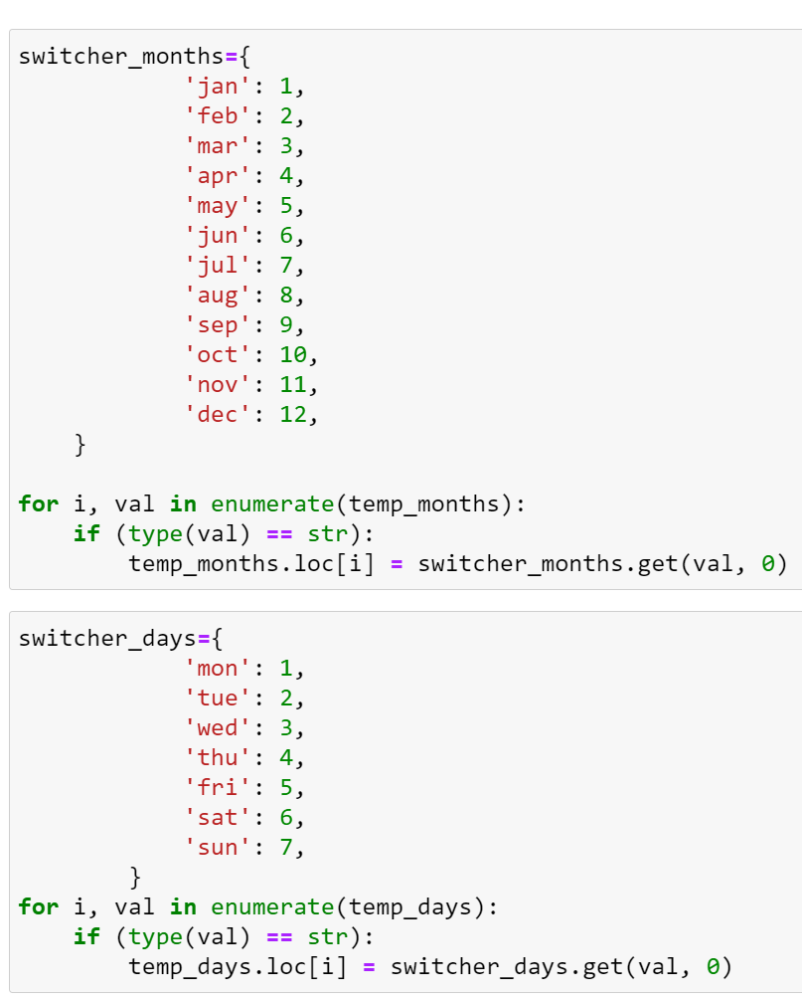 switcher_months={
            'jan': 1,
            'feb': 2,
            'mar': 3,
            'apr': 4,
            'may': 5,
            'jun': 6,
            'jul': 7,
            'aug': 8,
            'sep': 9,
            'oct': 10,
            'nov': 11,
            'dec': 12,
    }
for i, val in enumerate(temp_months):
    if (type(val) == str):
        temp_months.loc[i] = switcher_months.get(val, 0)
switcher_days={
            'mon': 1,
            'tue': 2,
            'wed': 3,
            'thu': 4,
            'fri': 5,
            'sat': 6,
            'sun': 7,
        }
for i, val in enumerate(temp_days):
    if (type(val) == str):
        temp_days.loc[i] = switcher_days.get(val, 0)